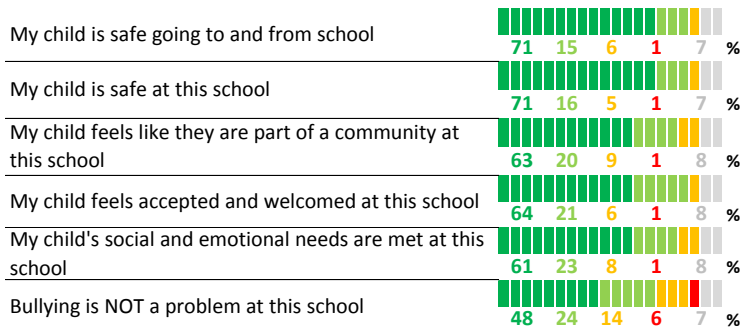 My child is safe going to and from school
71 15 6 1 7 %
My child is safe at this school
71 16 5 1 7 %
My child feels like they are part of a community at
this school
63 20 9 1 8 %
My child feels accepted and welcomed at this school
64 21 6 1 8 %
My child's social and emotional needs are met at this
school
61 23 8 1 8 %
Bullying is NOT a problem at this school
48 24 14 6 7 %